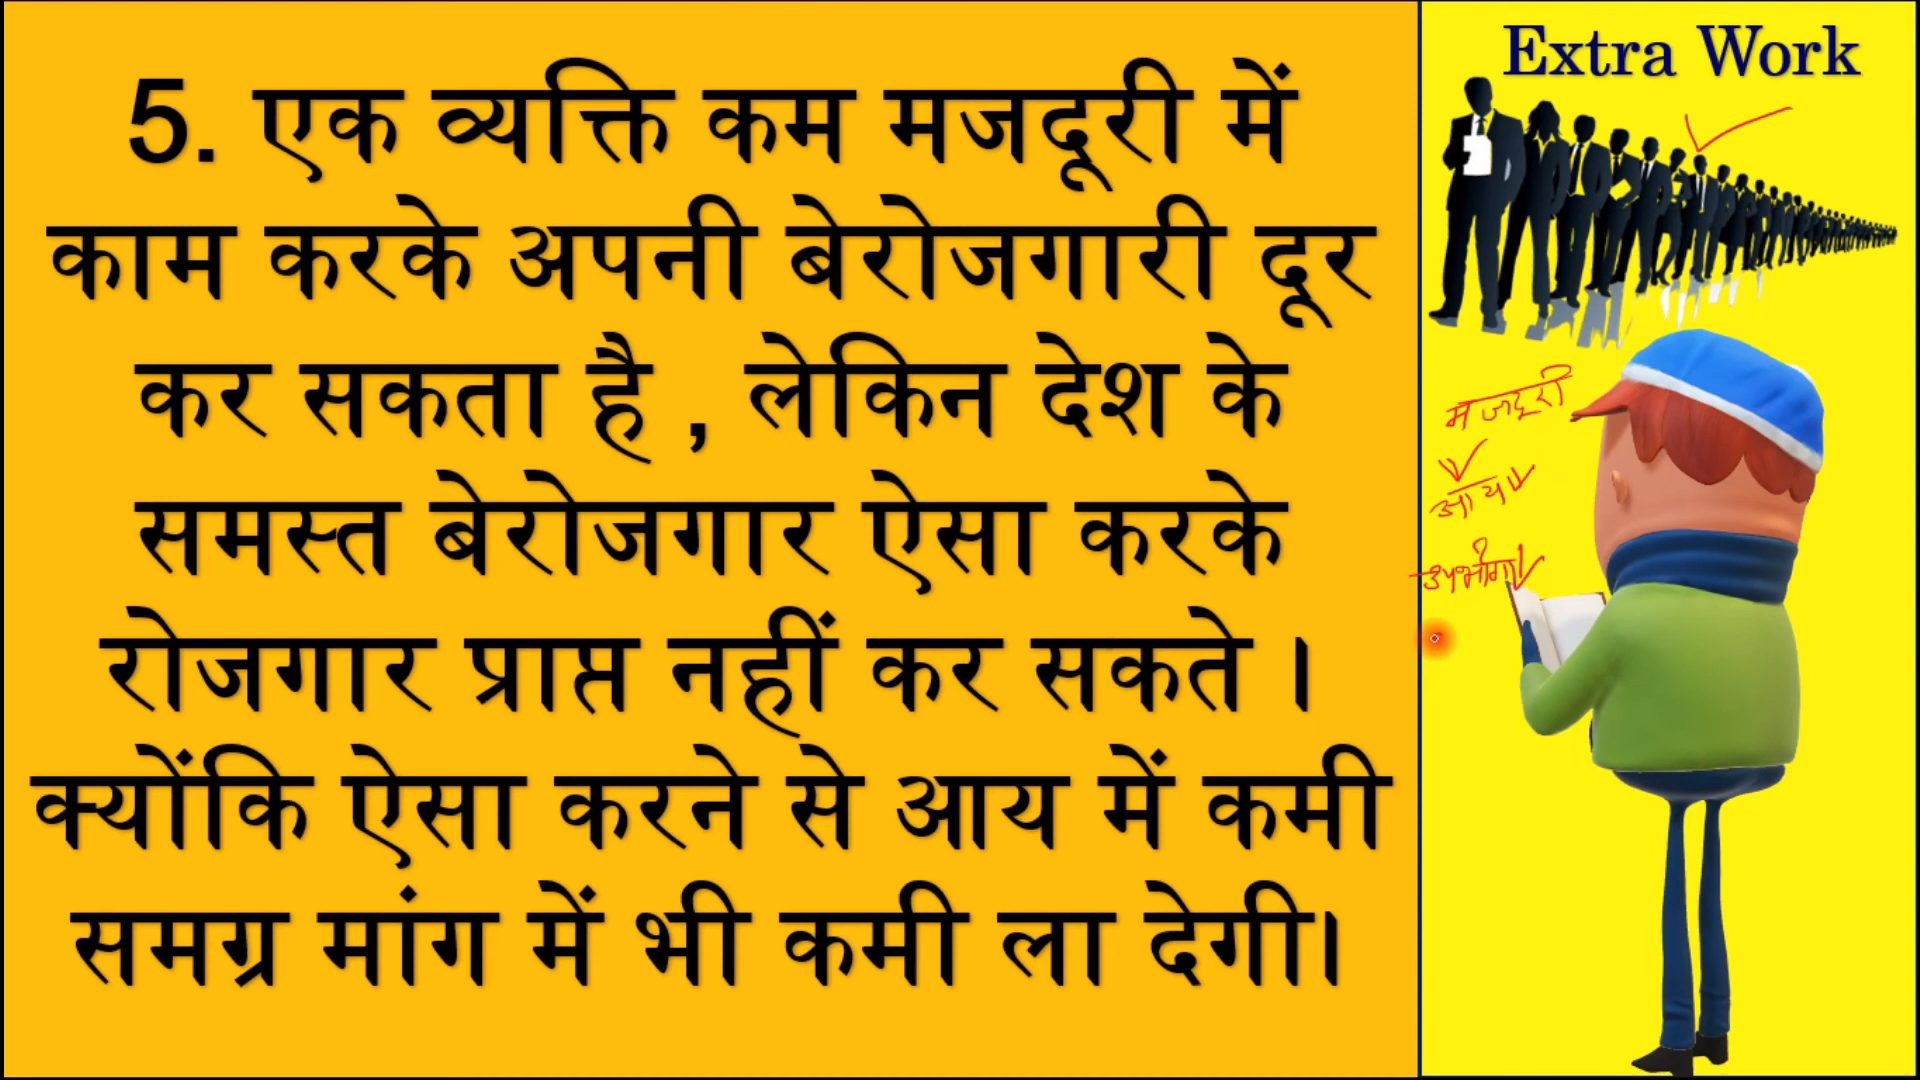 5. एक व्यक्ति कम मजदूरी में
काम करके अपनी बेरोजगारी दूर
कर सकता है , लेकिन देश के
समस्त बेरोजगार ऐसा करके
रोजगार प्राप्त नहीं कर सकते ।
क्योंकि ऐसा करने से आय में कमी
समग्र मांग में भी कमी ला देगी।
Extra Work
मजदूरी
आय
उपभोग